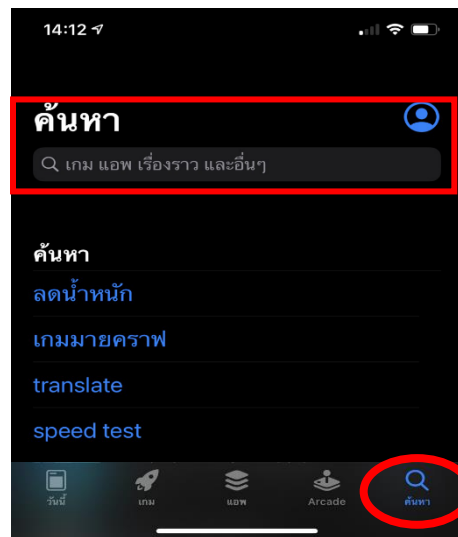 14:12
ค้นหา
เกม แอพ เรื่องราว และอื่นๆ
ค้นหา
ลดน้ำหนัก
เกมมายคราฟ
translate
speed test
วันนี้ เกม แอพ Arcade ค้นหา